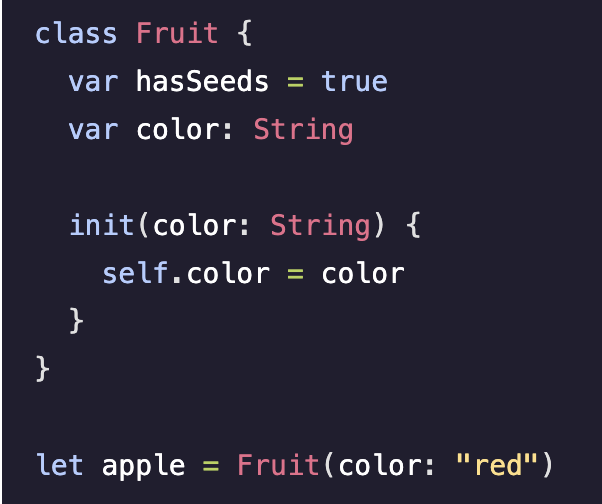 class Fruit {
  var hasSeeds = true
  var color: String

  init(color: String) {
    self.color = color
  }
}

let apple = Fruit(color: "red")